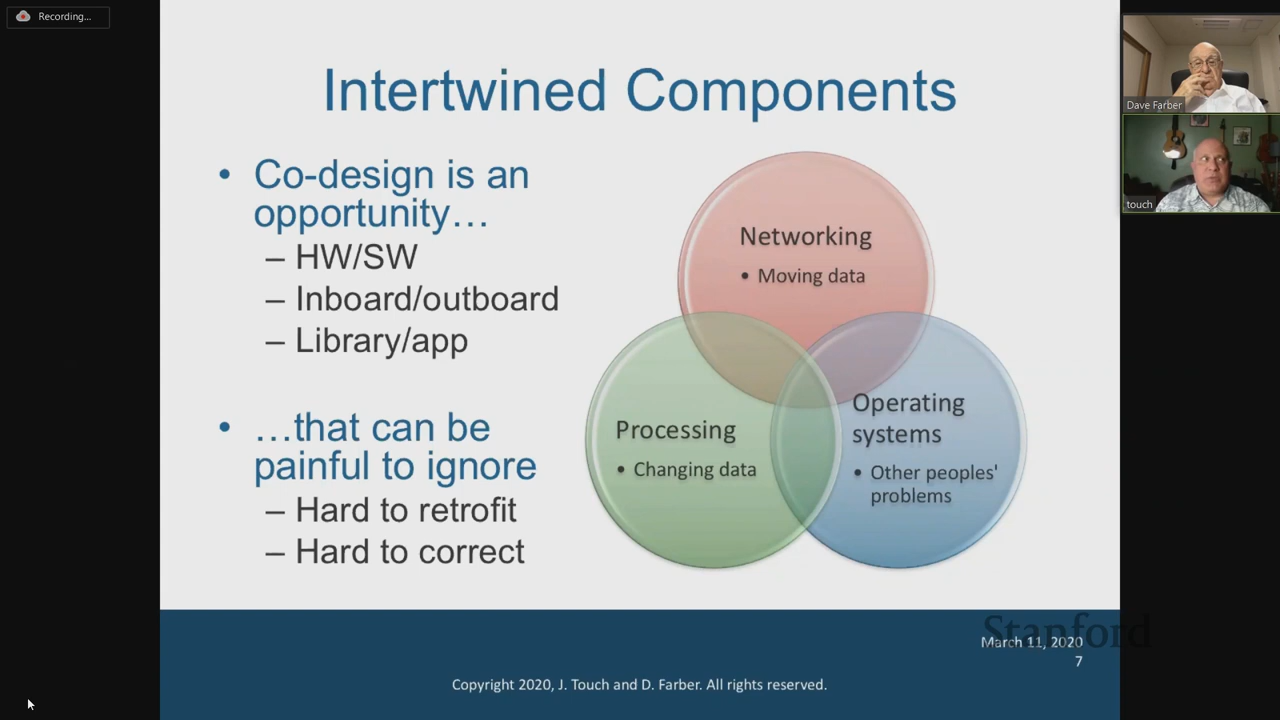 Recording...
Intertwined Components
• Co-design is an
opportunity…
– HW/SW
– Inboard/outboard
– Library/app
• …that can be
painful to ignore
– Hard to retrofit
– Hard to correct
Networking
• Moving data
Processing
• Changing data
Operating
systems
• Other peoples'
problems
Dave Farber
touch
Stanford
March 11, 2020
7
Copyright 2020, J. Touch and D. Farber. All rights reserved.